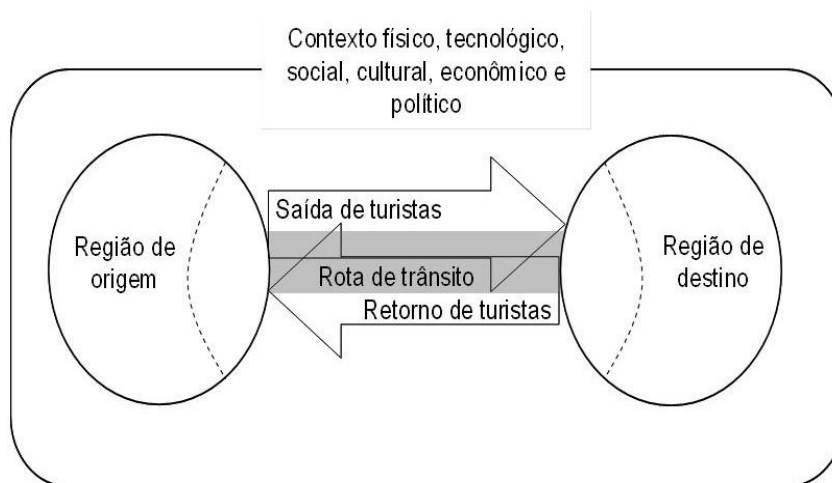 Contexto físico, tecnológico,
social, cultural, econômico e
político
Saída de turistas
Região de
origem
Rota de trânsito
Região de
destino
Retorno de turistas